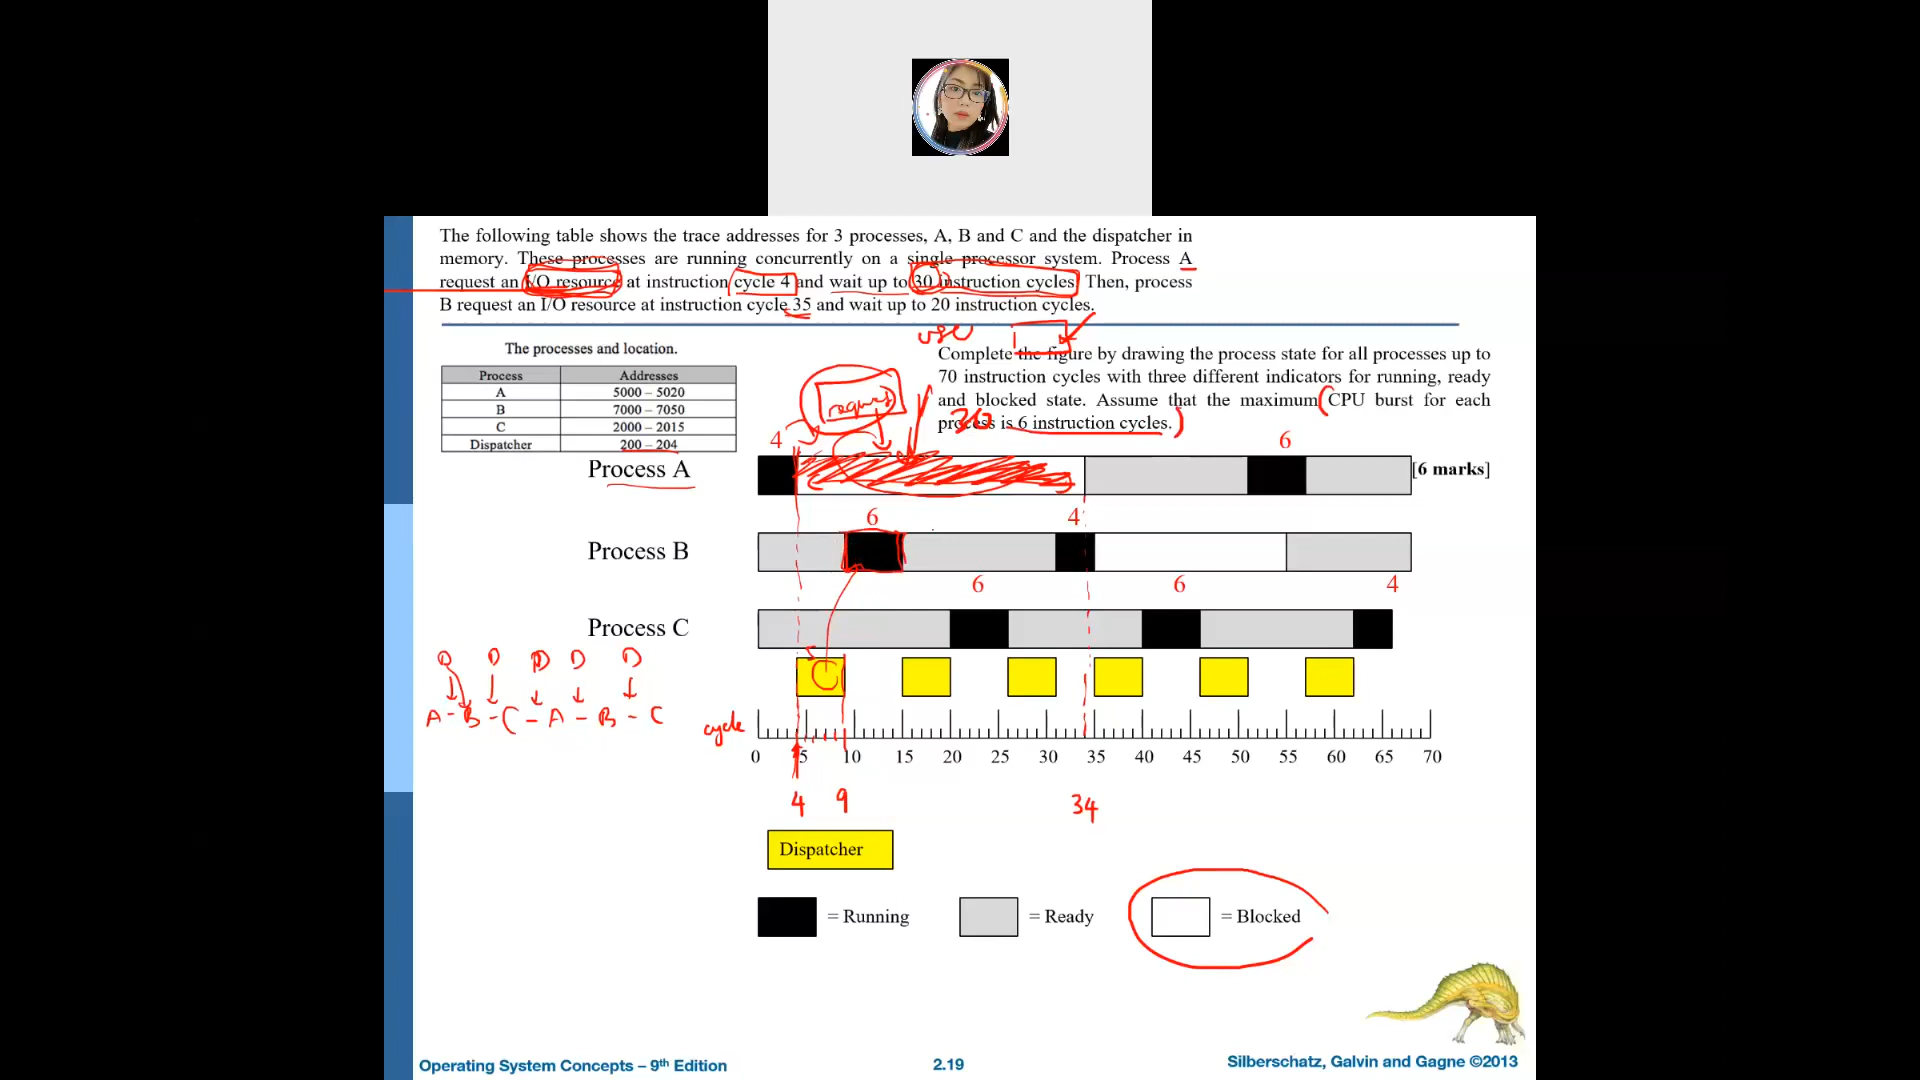 The following table shows the trace addresses for 3 processes, A, B and C and the dispatcher in
memory. These processes are running concurrently on a single processor system. Process A
request an I/O resource at instruction cycle 4 and wait up to 30 instruction cycles. Then, process
B request an I/O resource at instruction cycle 35 and wait up to 20 instruction cycles.
use
The processes and location.
Process Addresses
A 5000 – 5020
B 7000 – 7050
C 2000 – 2015
Dispatcher 200 – 204
Complete the figure by drawing the process state for all processes up to
70 instruction cycles with three different indicators for running, ready
and blocked state. Assume that the maximum CPU burst for each
process is 6 instruction cycles.
request
30
4 6
Process A [6 marks]
6 4
Process B
6 6 4
Process C
D D D D D
A - B - C - A - B - C
5
cycle
0 5 10 15 20 25 30 35 40 45 50 55 60 65 70
4 9 34
Dispatcher
= Running = Ready = Blocked
Operating System Concepts – 9th Edition 2.19 Silberschatz, Galvin and Gagne ©2013